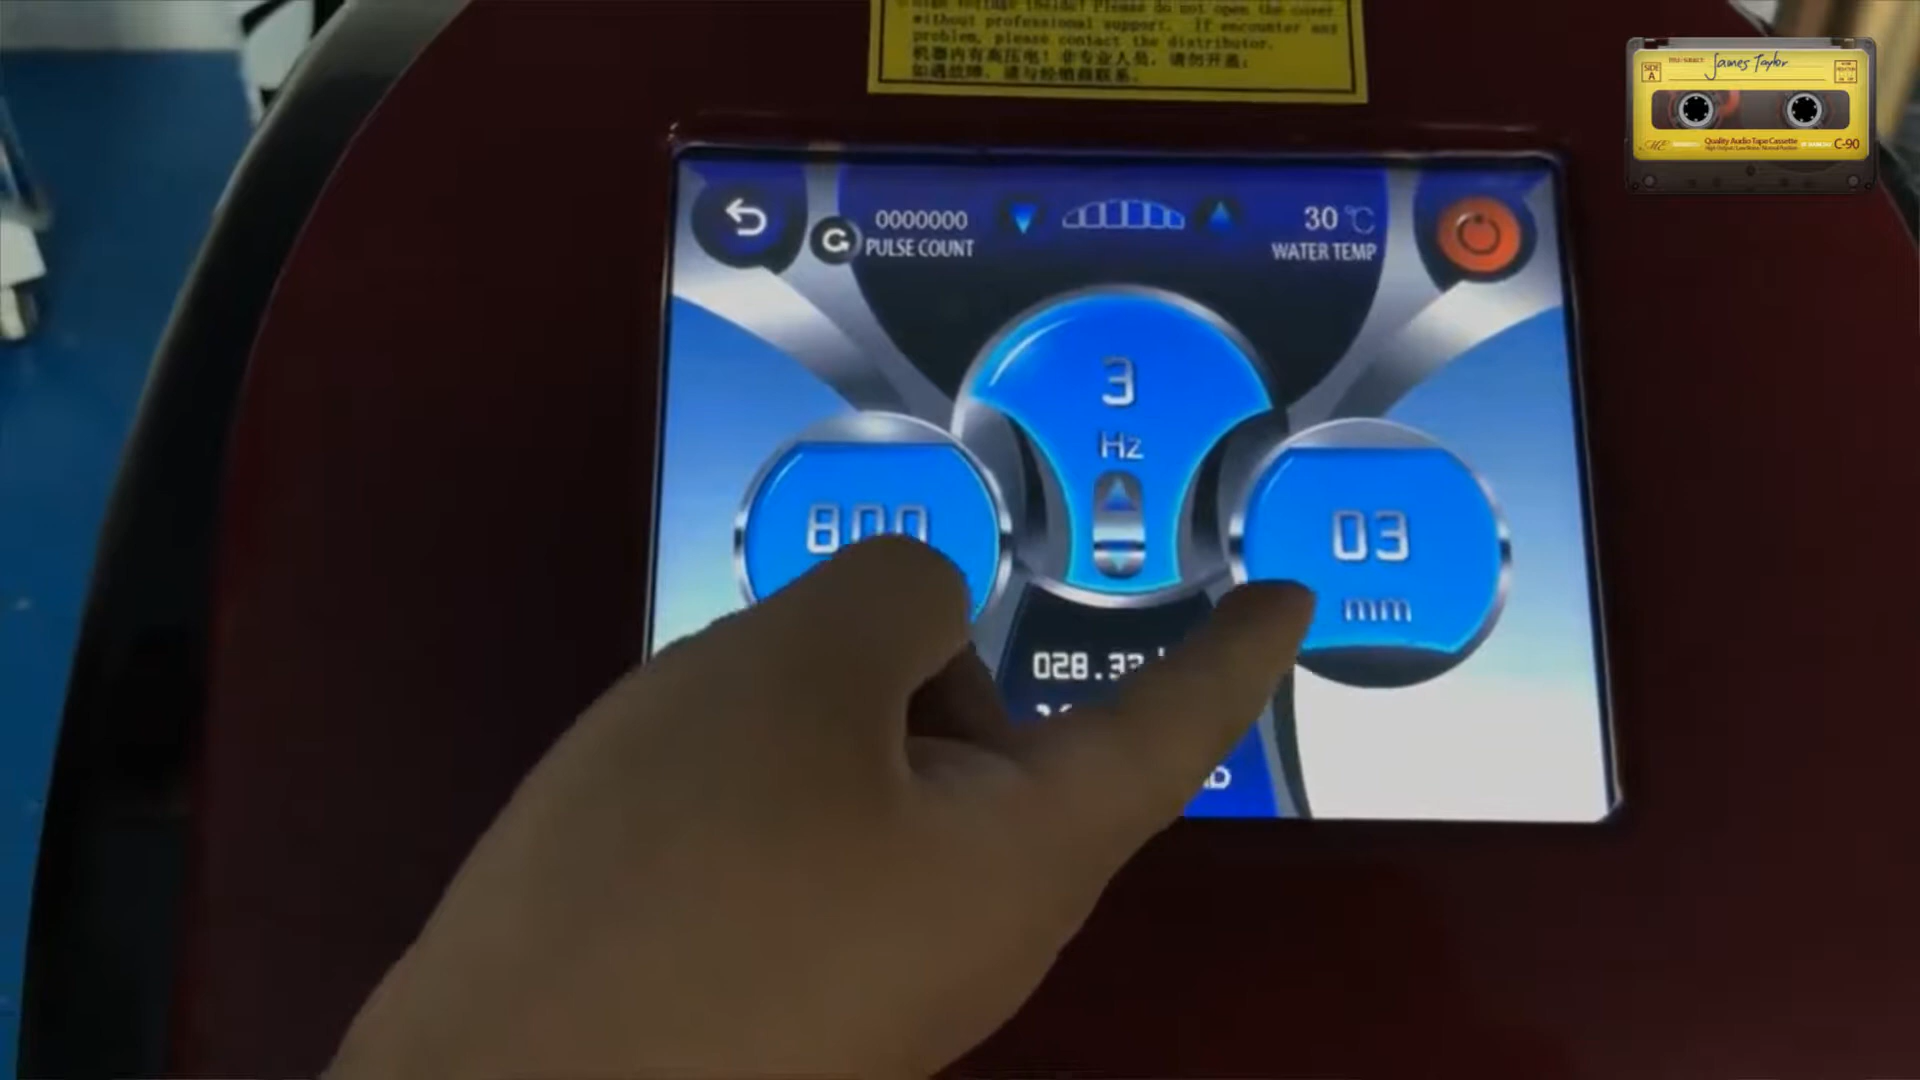 High voltage inside! Please do not open the cover
without professional support. If encounter any
problem, please contact the distributor.
机器内有高压电！非专业人员，请勿开盖；
如遇故障，请与经销商联系。
SIDE
A
James Taylor
Quality Audio Tape Cassette
C-90
0000000
PULSE COUNT
30 ℃
WATER TEMP
3
Hz
800
03
mm
028.33